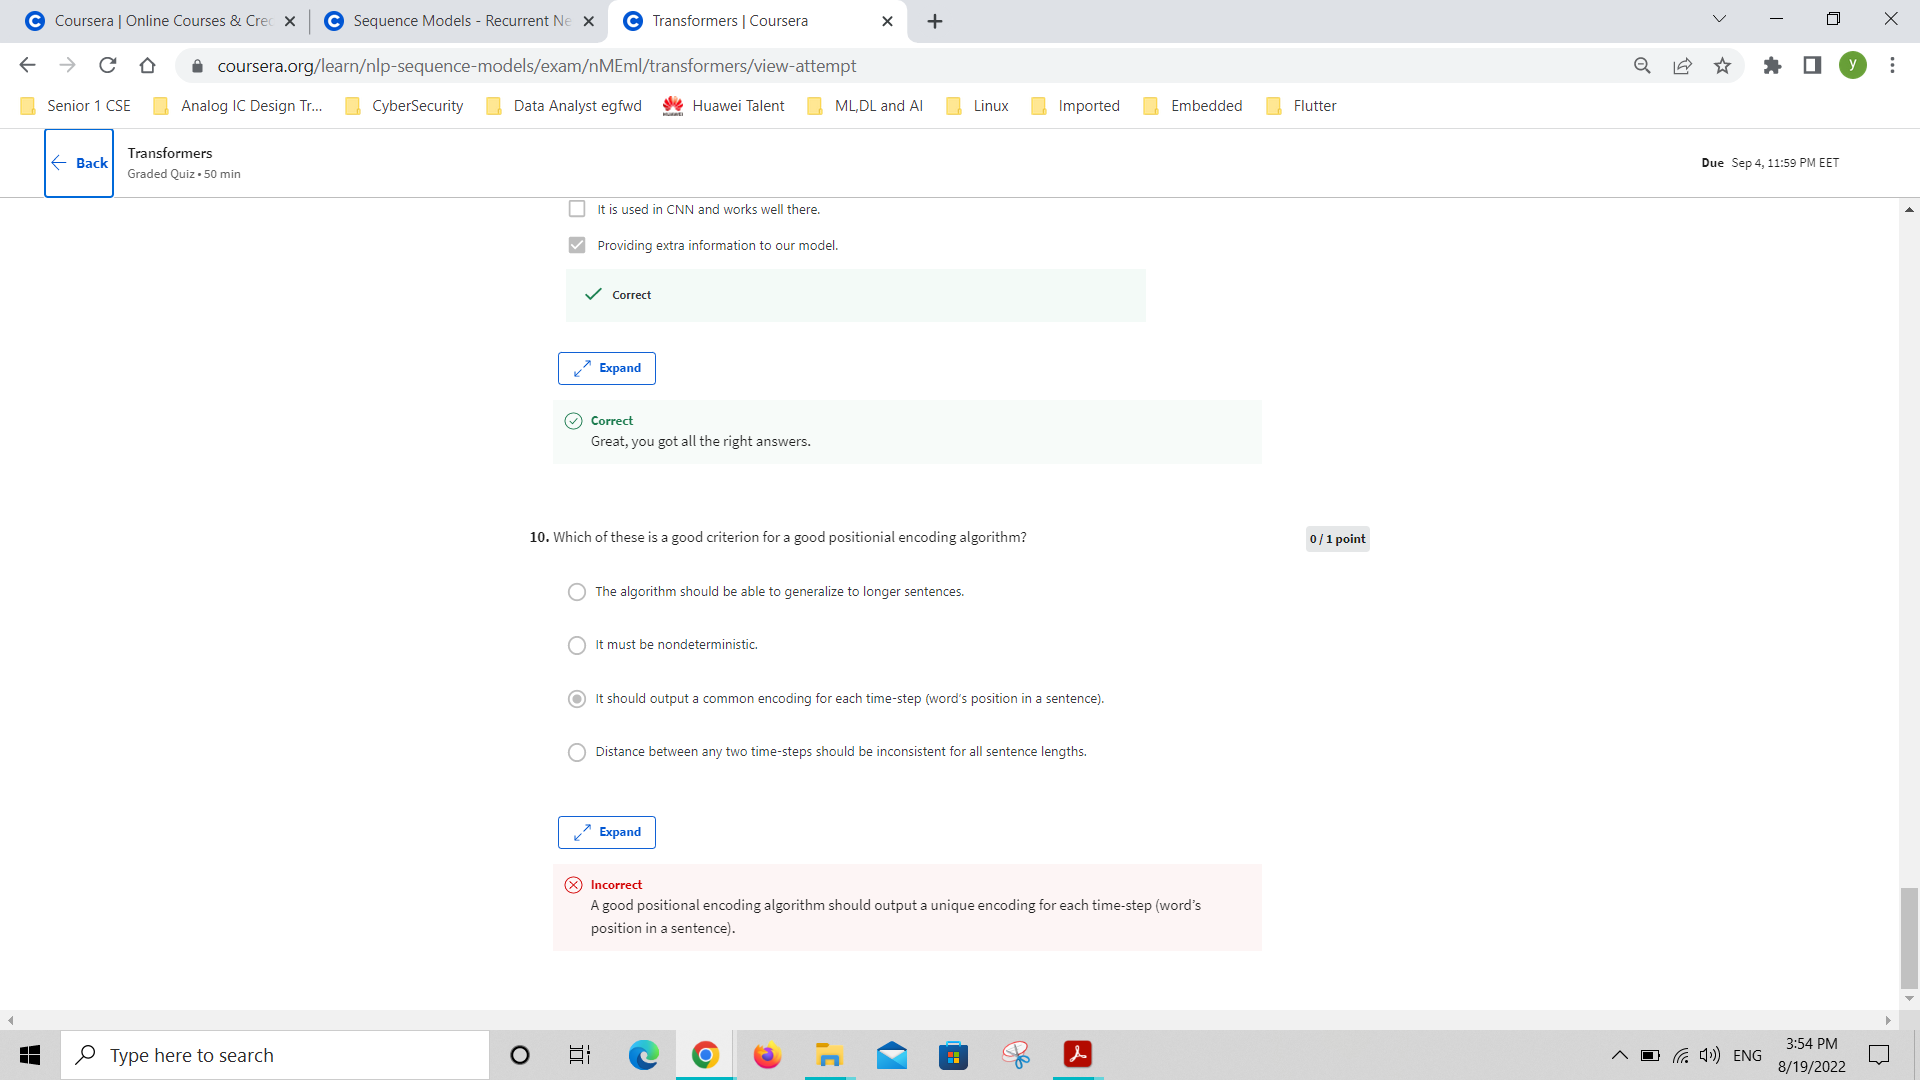 Coursera | Online Courses & Cred
Sequence Models - Recurrent Ne
Transformers | Coursera
coursera.org/learn/nlp-sequence-models/exam/nMEml/transformers/view-attempt
y
Senior 1 CSE
Analog IC Design Tr...
CyberSecurity
Data Analyst egfwd
Huawei Talent
ML,DL and AI
Linux
Imported
Embedded
Flutter
Back
Transformers
Graded Quiz • 50 min
Due Sep 4, 11:59 PM EET
It is used in CNN and works well there.
Providing extra information to our model.
Correct
Expand
Correct
Great, you got all the right answers.
10. Which of these is a good criterion for a good positionial encoding algorithm?
0 / 1 point
The algorithm should be able to generalize to longer sentences.
It must be nondeterministic.
It should output a common encoding for each time-step (word's position in a sentence).
Distance between any two time-steps should be inconsistent for all sentence lengths.
Expand
Incorrect
A good positional encoding algorithm should output a unique encoding for each time-step (word's
position in a sentence).
Type here to search
ENG
3:54 PM
8/19/2022